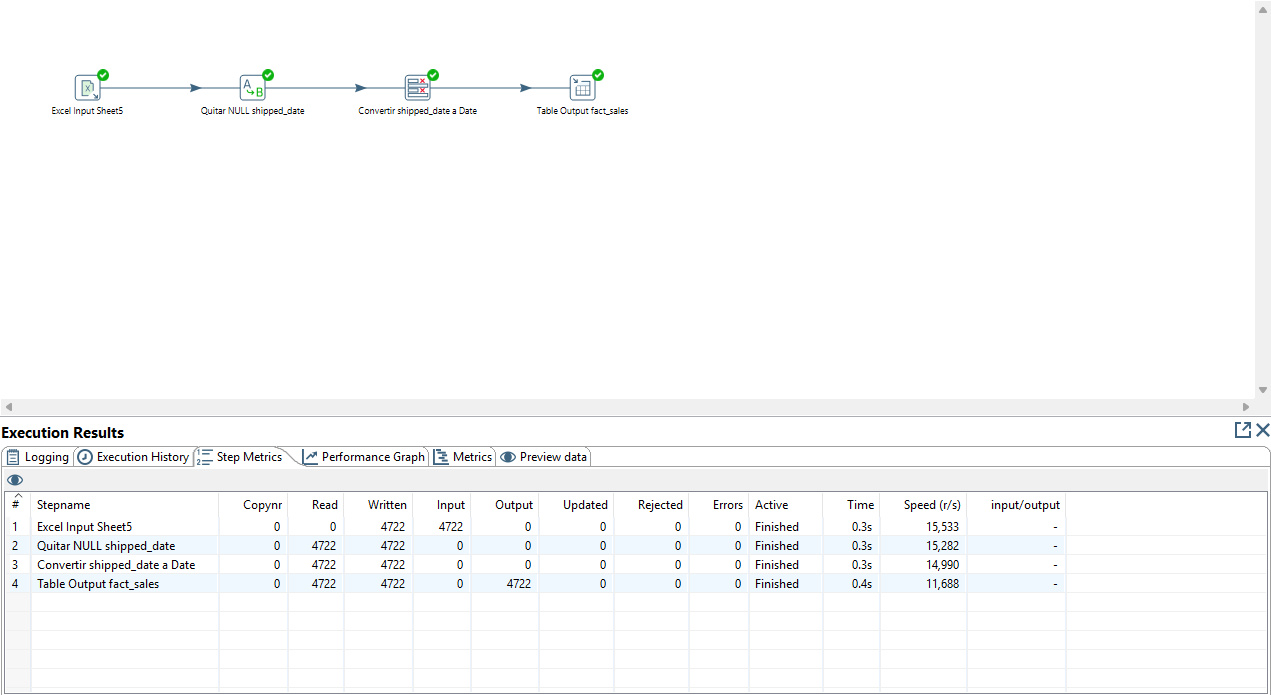 Excel Input Sheet5 Quitar NULL shipped_date Convertir shipped_date a Date Table Output fact_sales
Execution Results
Logging Execution History Step Metrics Performance Graph Metrics Preview data
# Stepname Copynr Read Written Input Output Updated Rejected Errors Active Time Speed (r/s) input/output
1 Excel Input Sheet5 0 0 4722 4722 0 0 0 0 Finished 0.3s 15,533 -
2 Quitar NULL shipped_date 0 4722 4722 0 0 0 0 0 Finished 0.3s 15,282 -
3 Convertir shipped_date a Date 0 4722 4722 0 0 0 0 0 Finished 0.3s 14,990 -
4 Table Output fact_sales 0 4722 4722 0 4722 0 0 0 Finished 0.4s 11,688 -